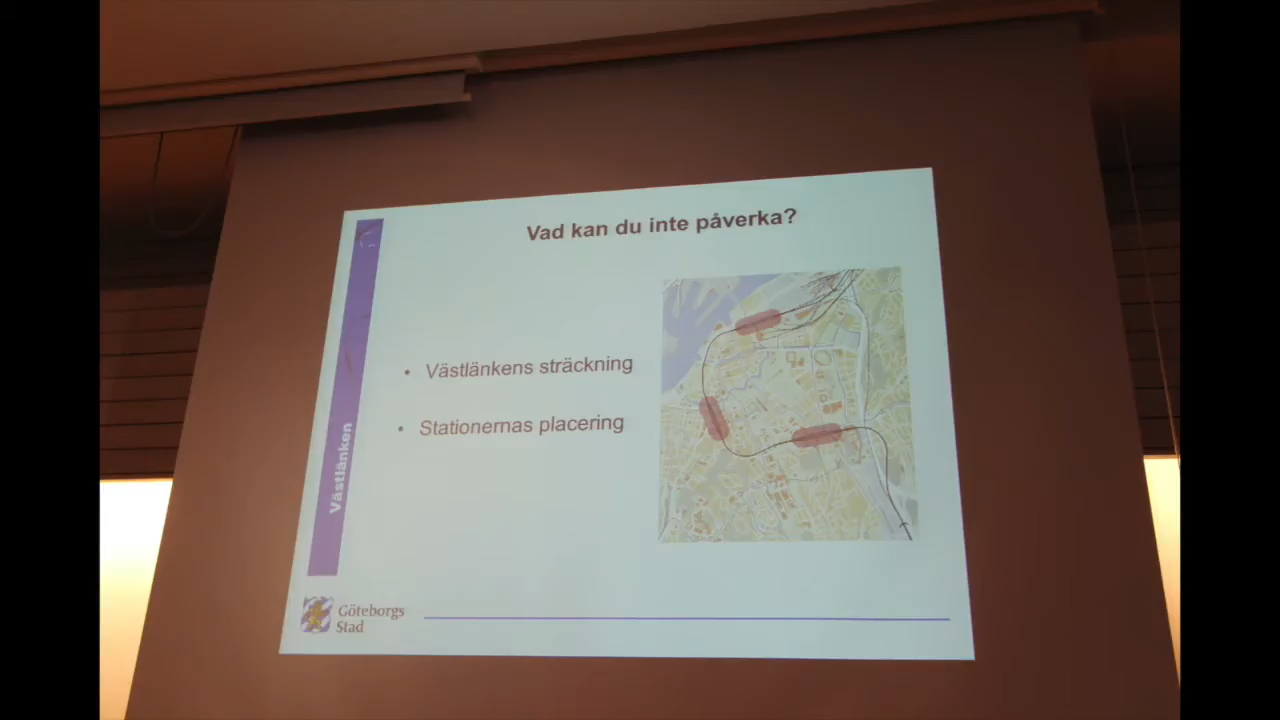 Vad kan du inte påverka?
• Västlänkens sträckning
• Stationernas placering
Västlänken
Göteborgs
Stad